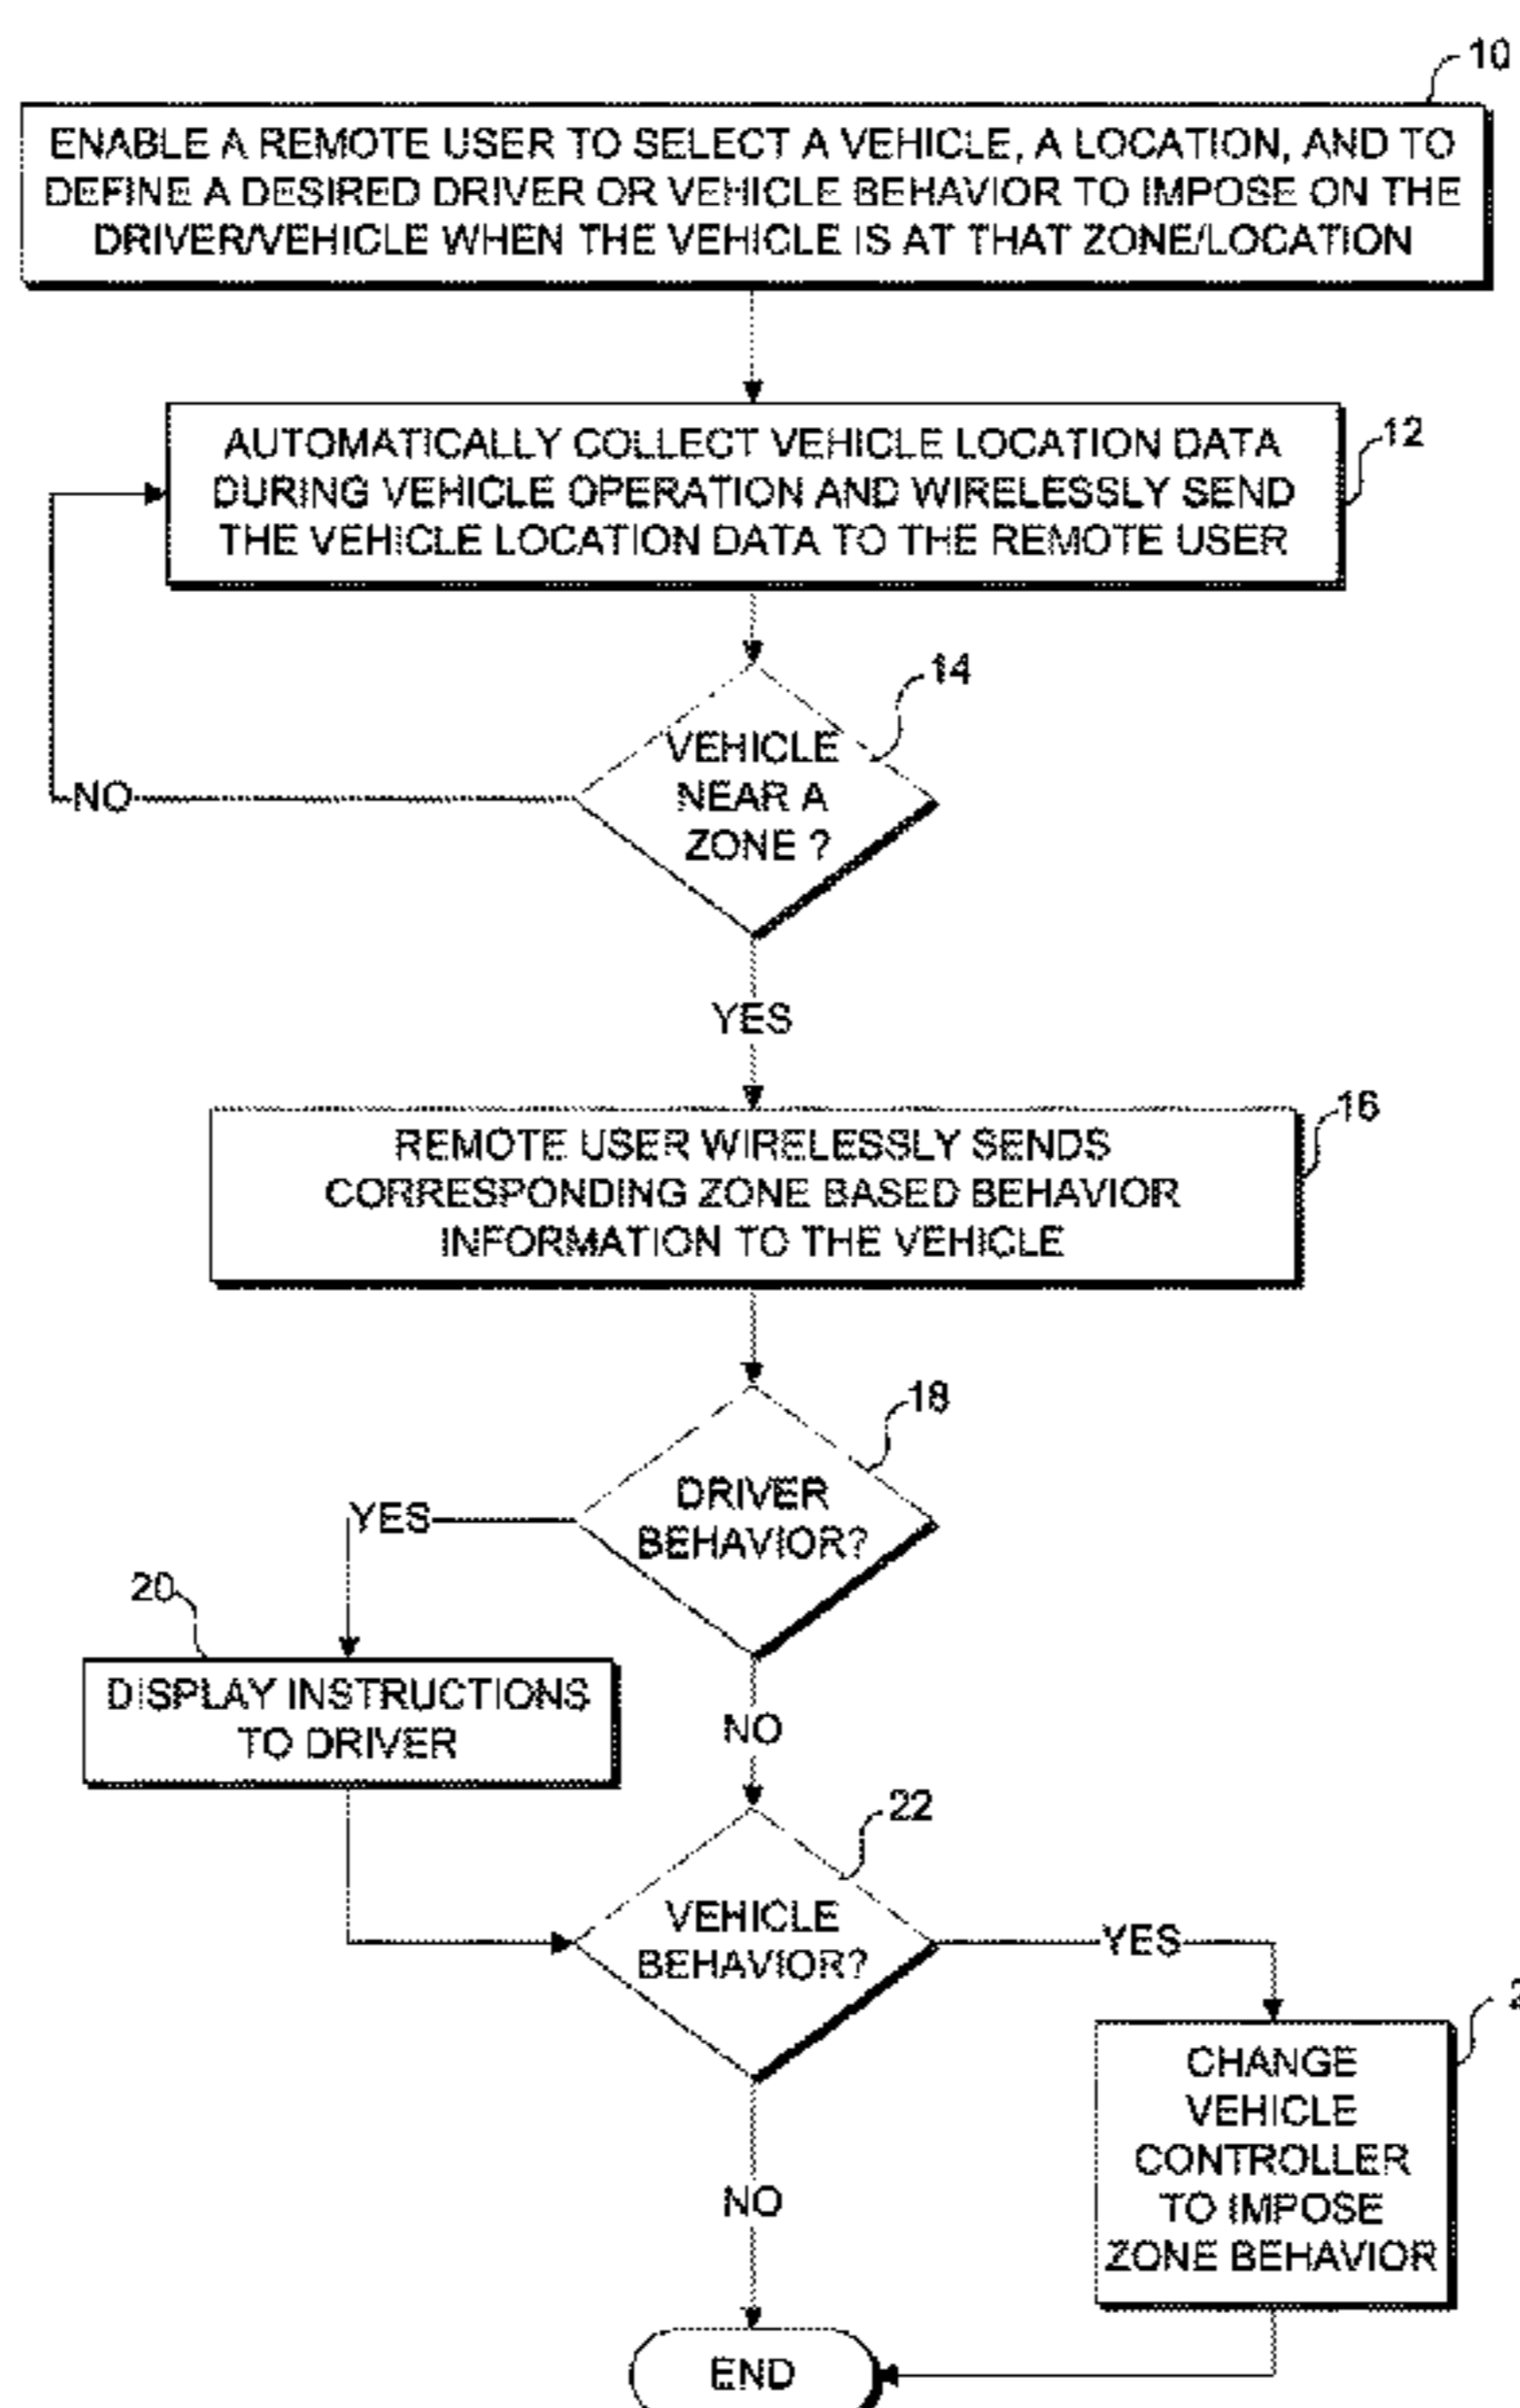 10
ENABLE A REMOTE USER TO SELECT A VEHICLE, A LOCATION, AND TO
DEFINE A DESIRED DRIVER OR VEHICLE BEHAVIOR TO IMPOSE ON THE
DRIVER/VEHICLE WHEN THE VEHICLE IS AT THAT ZONE/LOCATION
AUTOMATICALLY COLLECT VEHICLE LOCATION DATA
DURING VEHICLE OPERATION AND WIRELESSLY SEND
THE VEHICLE LOCATION DATA TO THE REMOTE USER
12
14
VEHICLE
NEAR A
ZONE ?
NO
YES
16
REMOTE USER WIRELESSLY SENDS
CORRESPONDING ZONE BASED BEHAVIOR
INFORMATION TO THE VEHICLE
18
DRIVER
BEHAVIOR?
YES
20
DISPLAY INSTRUCTIONS
TO DRIVER
NO
22
VEHICLE
BEHAVIOR?
YES
CHANGE
VEHICLE
CONTROLLER
TO IMPOSE
ZONE BEHAVIOR
NO
END